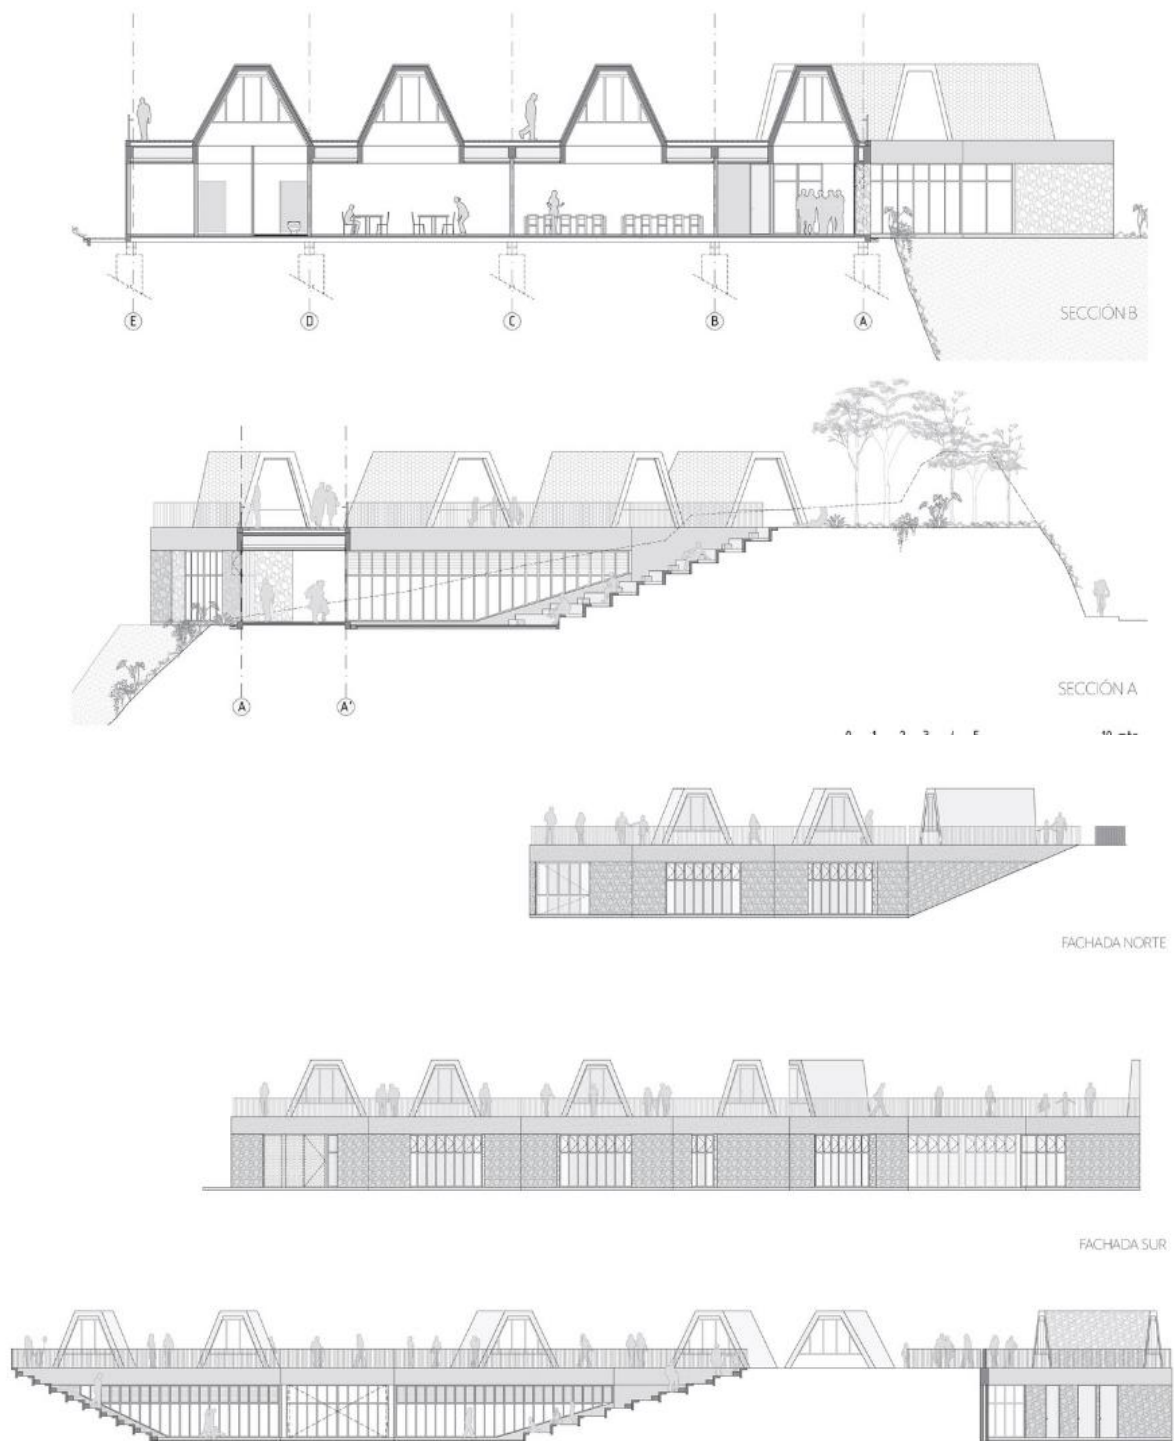 E D C B A
SECCIÓN B
A A'
SECCIÓN A
FACHADA NORTE
FACHADA SUR